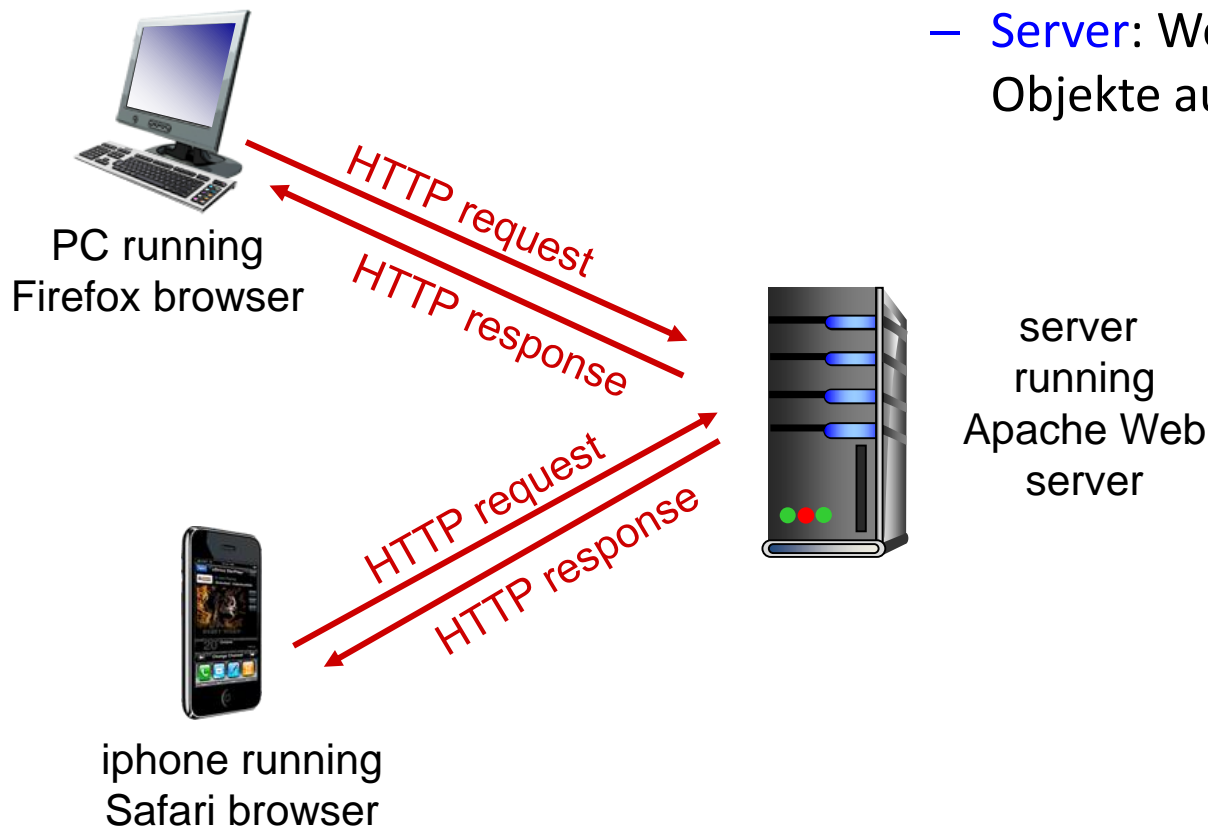 – Server: We
Objekte au
HTTP request
HTTP response
PC running
Firefox browser
server
running
Apache Web
server
HTTP request
HTTP response
iphone running
Safari browser